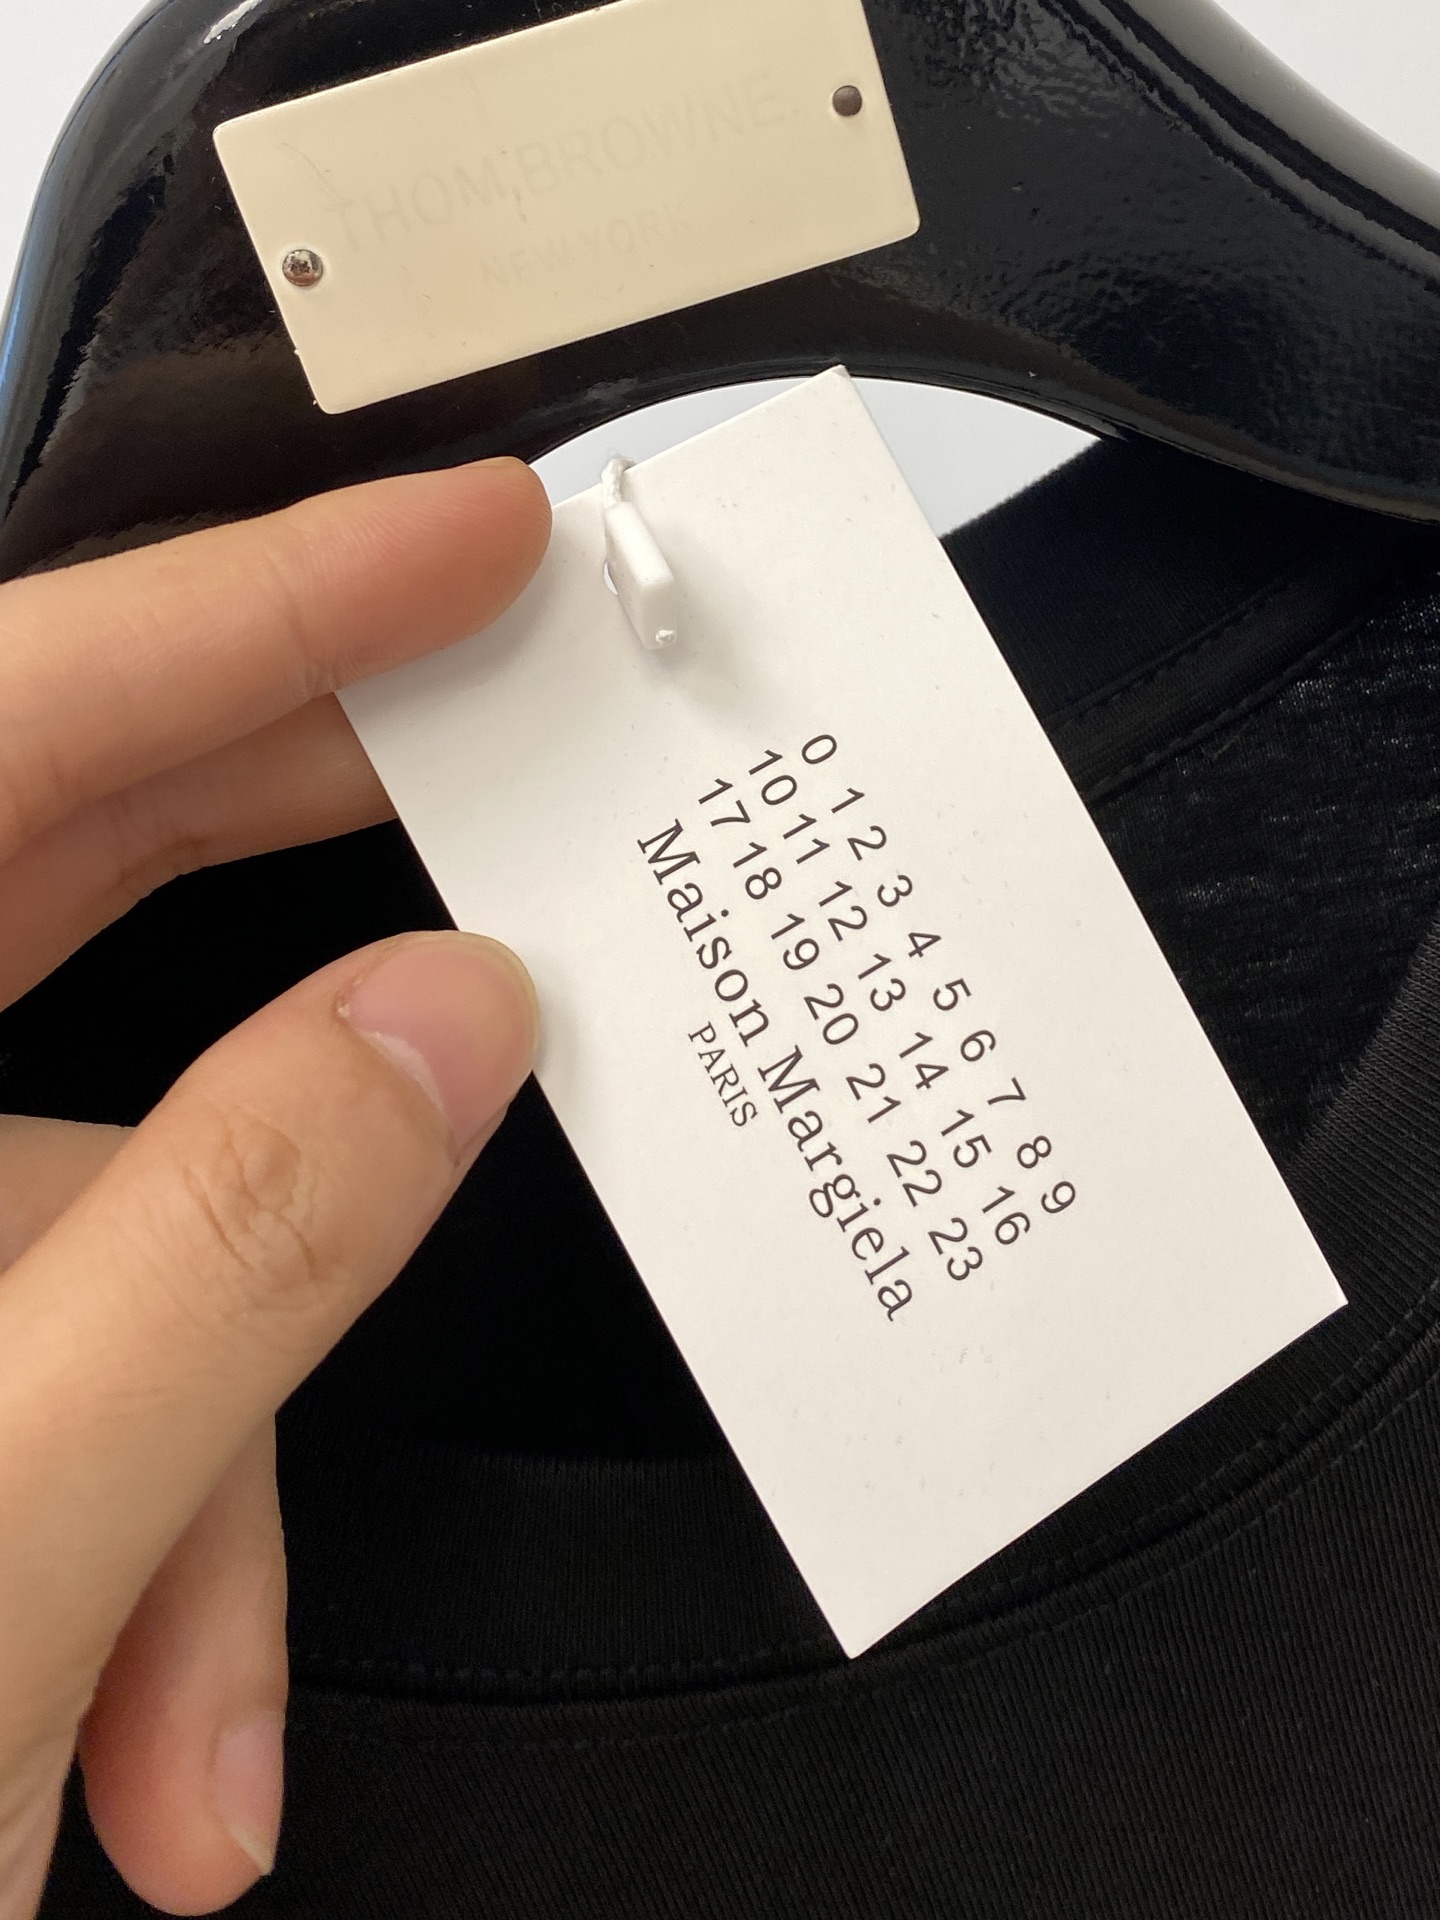 THOM BROWNE.
NEW YORK
0 1 2 3 4 5 6 7 8 9
10 11 12 13 14 15 16
17 18 19 20 21 22 23
Maison Margiela
PARIS